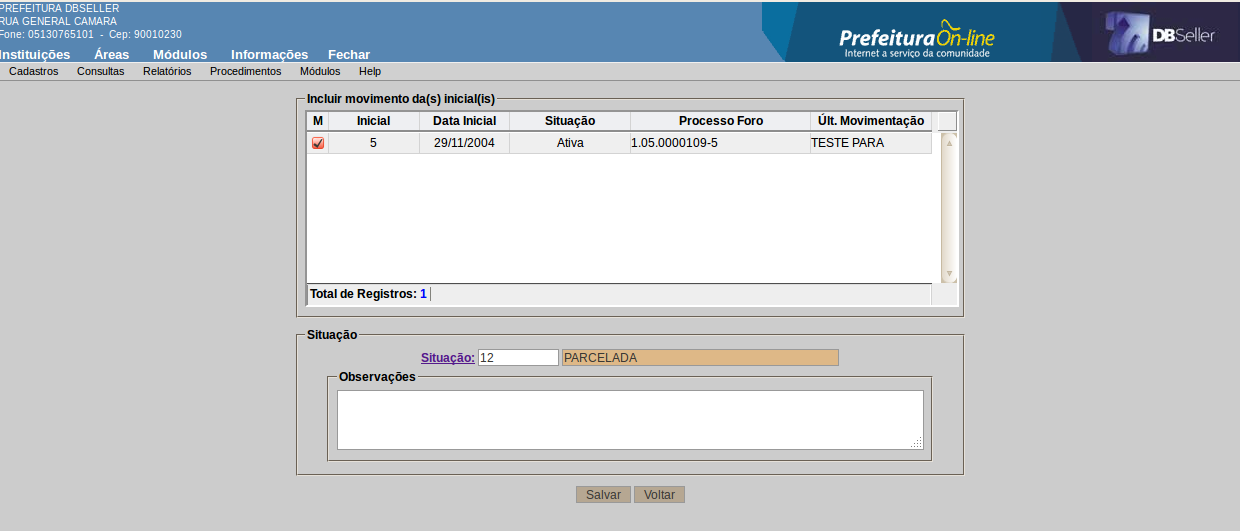 PREFEITURA DBSELLER
RUA GENERAL CAMARA
Fone: 05130765101 - Cep: 90010230
Instituições Áreas Módulos Informações Fechar
PrefeituraOn-line
Internet a serviço da comunidade
DBSeller
Cadastros Consultas Relatórios Procedimentos Módulos Help
Incluir movimento da(s) inicial(is)
M Inicial Data Inicial Situação Processo Foro Últ. Movimentação
5 29/11/2004 Ativa 1.05.0000109-5 TESTE PARA
Total de Registros: 1
Situação
Situação: 12 PARCELADA
Observações
Salvar Voltar